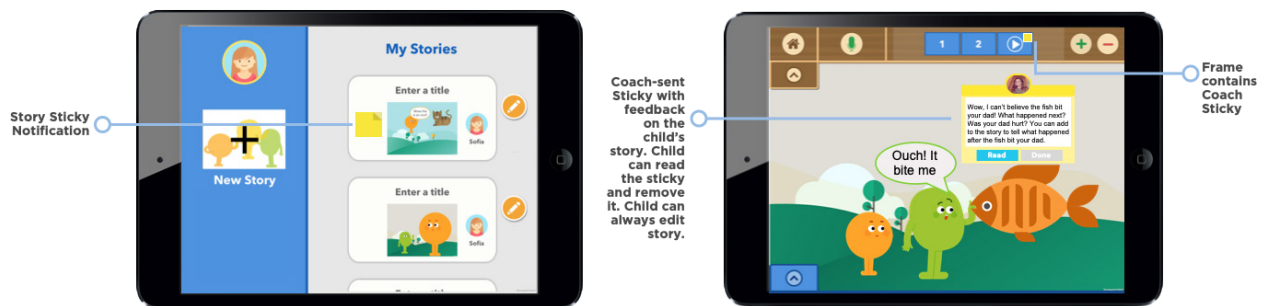 Story Sticky
Notification
New Story
My Stories
Enter a title
Sofia
Enter a title
Sofia
Coach-sent
Sticky with
feedback
on the
child's
story. Child
can read
the sticky
and remove
it. Child can
always edit
story.
1
2
Wow, I can't believe the fish bit
your dad! What happened next?
Was your dad hurt? You can add
to the story to tell what happened
after the fish bit your dad.
Read
Done
Ouch! It
bite me
Frame
contains
Coach
Sticky